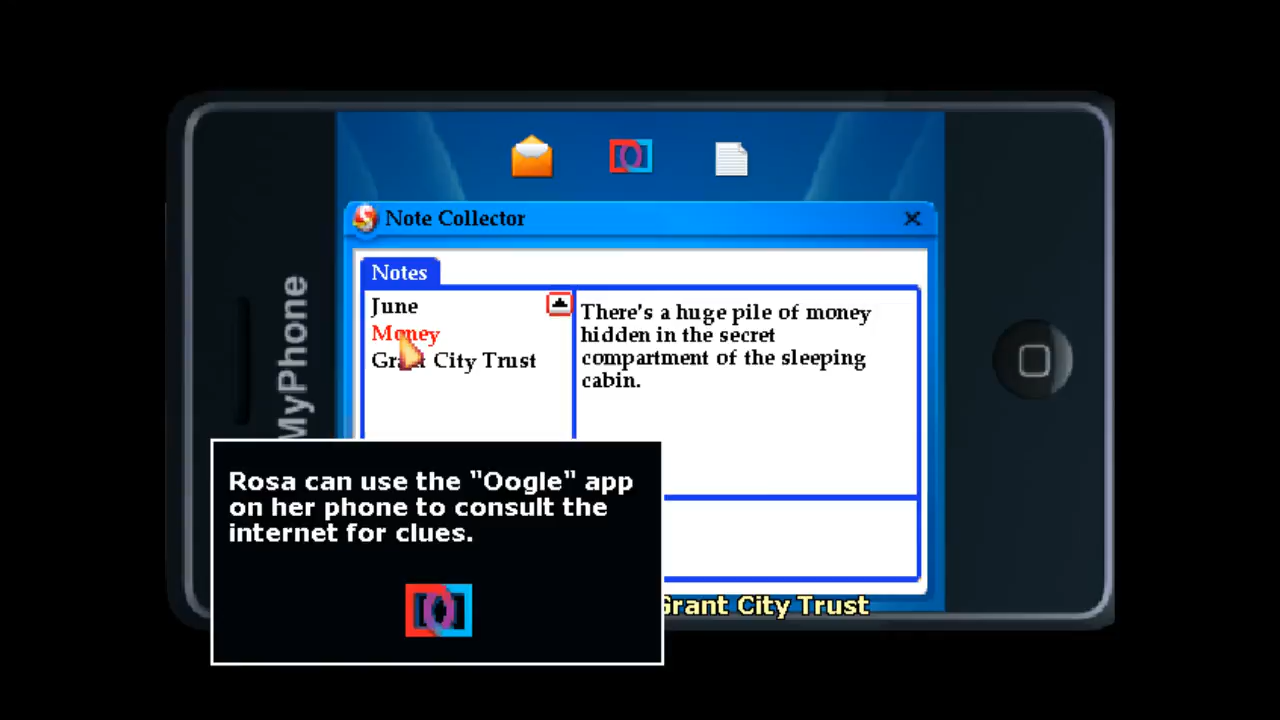 MyPhone
Note Collector
Notes
June
Money
Grant City Trust
There's a huge pile of money
hidden in the secret
compartment of the sleeping
cabin.
Rosa can use the "Oogle" app
on her phone to consult the
internet for clues.
Grant City Trust